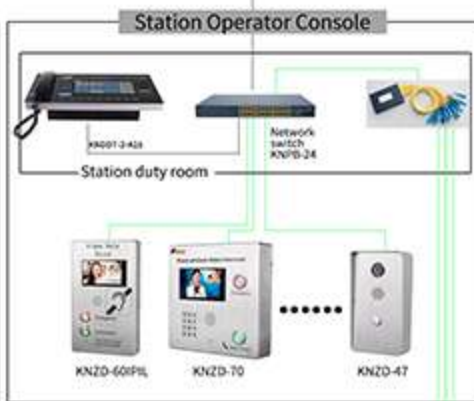 Station Operator Console
Network
switch
KNPB-24
Station duty room
KNZD-60IPIL
KNZD-70
KNZD-47